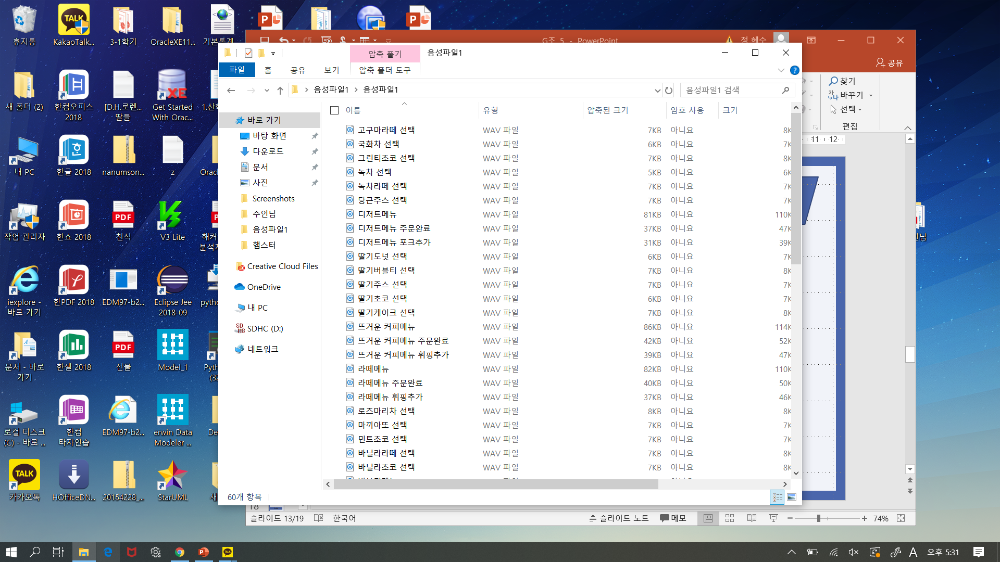 휴지통
KakaoTalk...
3-1학기
OracleXE11...
기본통계
새 폴더 (2)
한컴오피스
2018
[D.H.로렌...
딸들
Get Started
With Orac...
내 PC
한글 2018
nanumson...
z
작업 관리자
한쇼 2018
PDF
천식
V3 Lite
iexplore -
바로 가기
한PDF 2018
EDM97-b2...
Eclipse Jee
2018-09
문서 - 바로
가기
한셀 2018
PDF
선물
Model_1
로컬 디스크
(C) - 바로 ...
한컴
타자연습
EDM97-b2...
erwin Data
Modeler ...
TALK
카카오톡
HOfficeDN...
20154228_...
StarUML
G조_5 - PowerPoint
정 혜수
공유
찾기
바꾸기
선택
편집
11 12
압축 풀기
음성파일1
파일
홈
공유
보기
압축 폴더 도구
음성파일1 > 음성파일1
음성파일1 검색
바로 가기
바탕 화면
다운로드
문서
사진
Screenshots
수인님
음성파일1
햄스터
Creative Cloud Files
OneDrive
내 PC
SDHC (D:)
네트워크
이름 유형 압축된 크기 암호 사용 크기
고구마라떼 선택 WAV 파일 7KB 아니요 8K
국화차 선택 WAV 파일 6KB 아니요 7K
그린티초코 선택 WAV 파일 7KB 아니요 8K
녹차 선택 WAV 파일 5KB 아니요 6K
녹차라떼 선택 WAV 파일 7KB 아니요 7K
당근주스 선택 WAV 파일 7KB 아니요 7K
디저트메뉴 WAV 파일 81KB 아니요 110K
디저트메뉴 주문완료 WAV 파일 37KB 아니요 47K
디저트메뉴 포크추가 WAV 파일 31KB 아니요 39K
딸기도넛 선택 WAV 파일 6KB 아니요 7K
딸기버블티 선택 WAV 파일 7KB 아니요 8K
딸기주스 선택 WAV 파일 7KB 아니요 7K
딸기초코 선택 WAV 파일 6KB 아니요 7K
딸기케이크 선택 WAV 파일 7KB 아니요 8K
뜨거운 커피메뉴 WAV 파일 86KB 아니요 114K
뜨거운 커피메뉴 주문완료 WAV 파일 42KB 아니요 52K
뜨거운 커피메뉴 휘핑추가 WAV 파일 39KB 아니요 47K
라떼메뉴 WAV 파일 82KB 아니요 110K
라떼메뉴 주문완료 WAV 파일 40KB 아니요 50K
라떼메뉴 휘핑추가 WAV 파일 37KB 아니요 46K
로즈마리차 선택 WAV 파일 8KB 아니요 8K
마끼아또 선택 WAV 파일 7KB 아니요 7K
민트초코 선택 WAV 파일 7KB 아니요 7K
바닐라라떼 선택 WAV 파일 7KB 아니요 8K
바닐라초코 선택 WAV 파일 7KB 아니요 8K
60개 항목
18
슬라이드 13/19
한국어
슬라이드 노트
메모
74%
A
오후 5:31